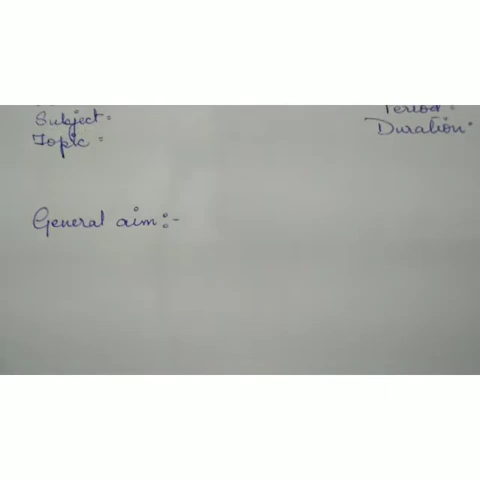 Period:
Subject:
Duration:
Topic:
General aim:-